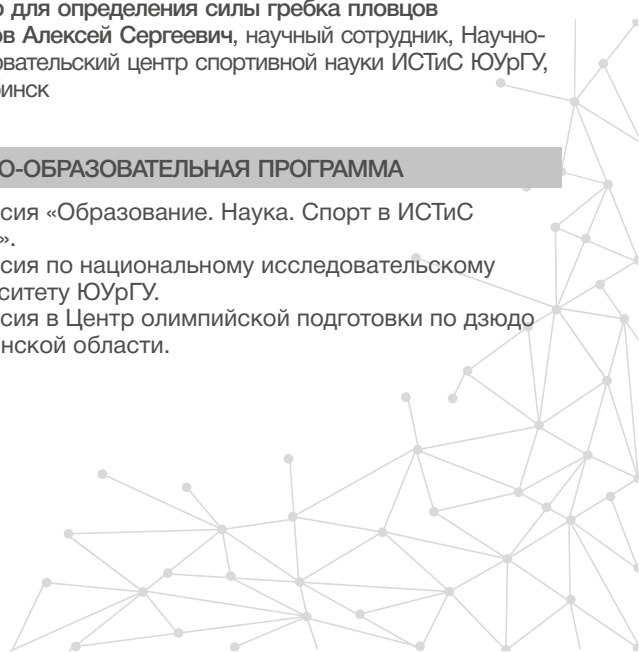 о для определения силы гребка пловцов
ов Алексей Сергеевич, научный сотрудник, Научно-
овательский центр спортивной науки ИСТиС ЮУрГУ,
бинск
О-ОБРАЗОВАТЕЛЬНАЯ ПРОГРАММА
сия «Образование. Наука. Спорт в ИСТиС
».
сия по национальному исследовательскому
ситету ЮУрГУ.
сия в Центр олимпийской подготовки по дзюдо
нской области.